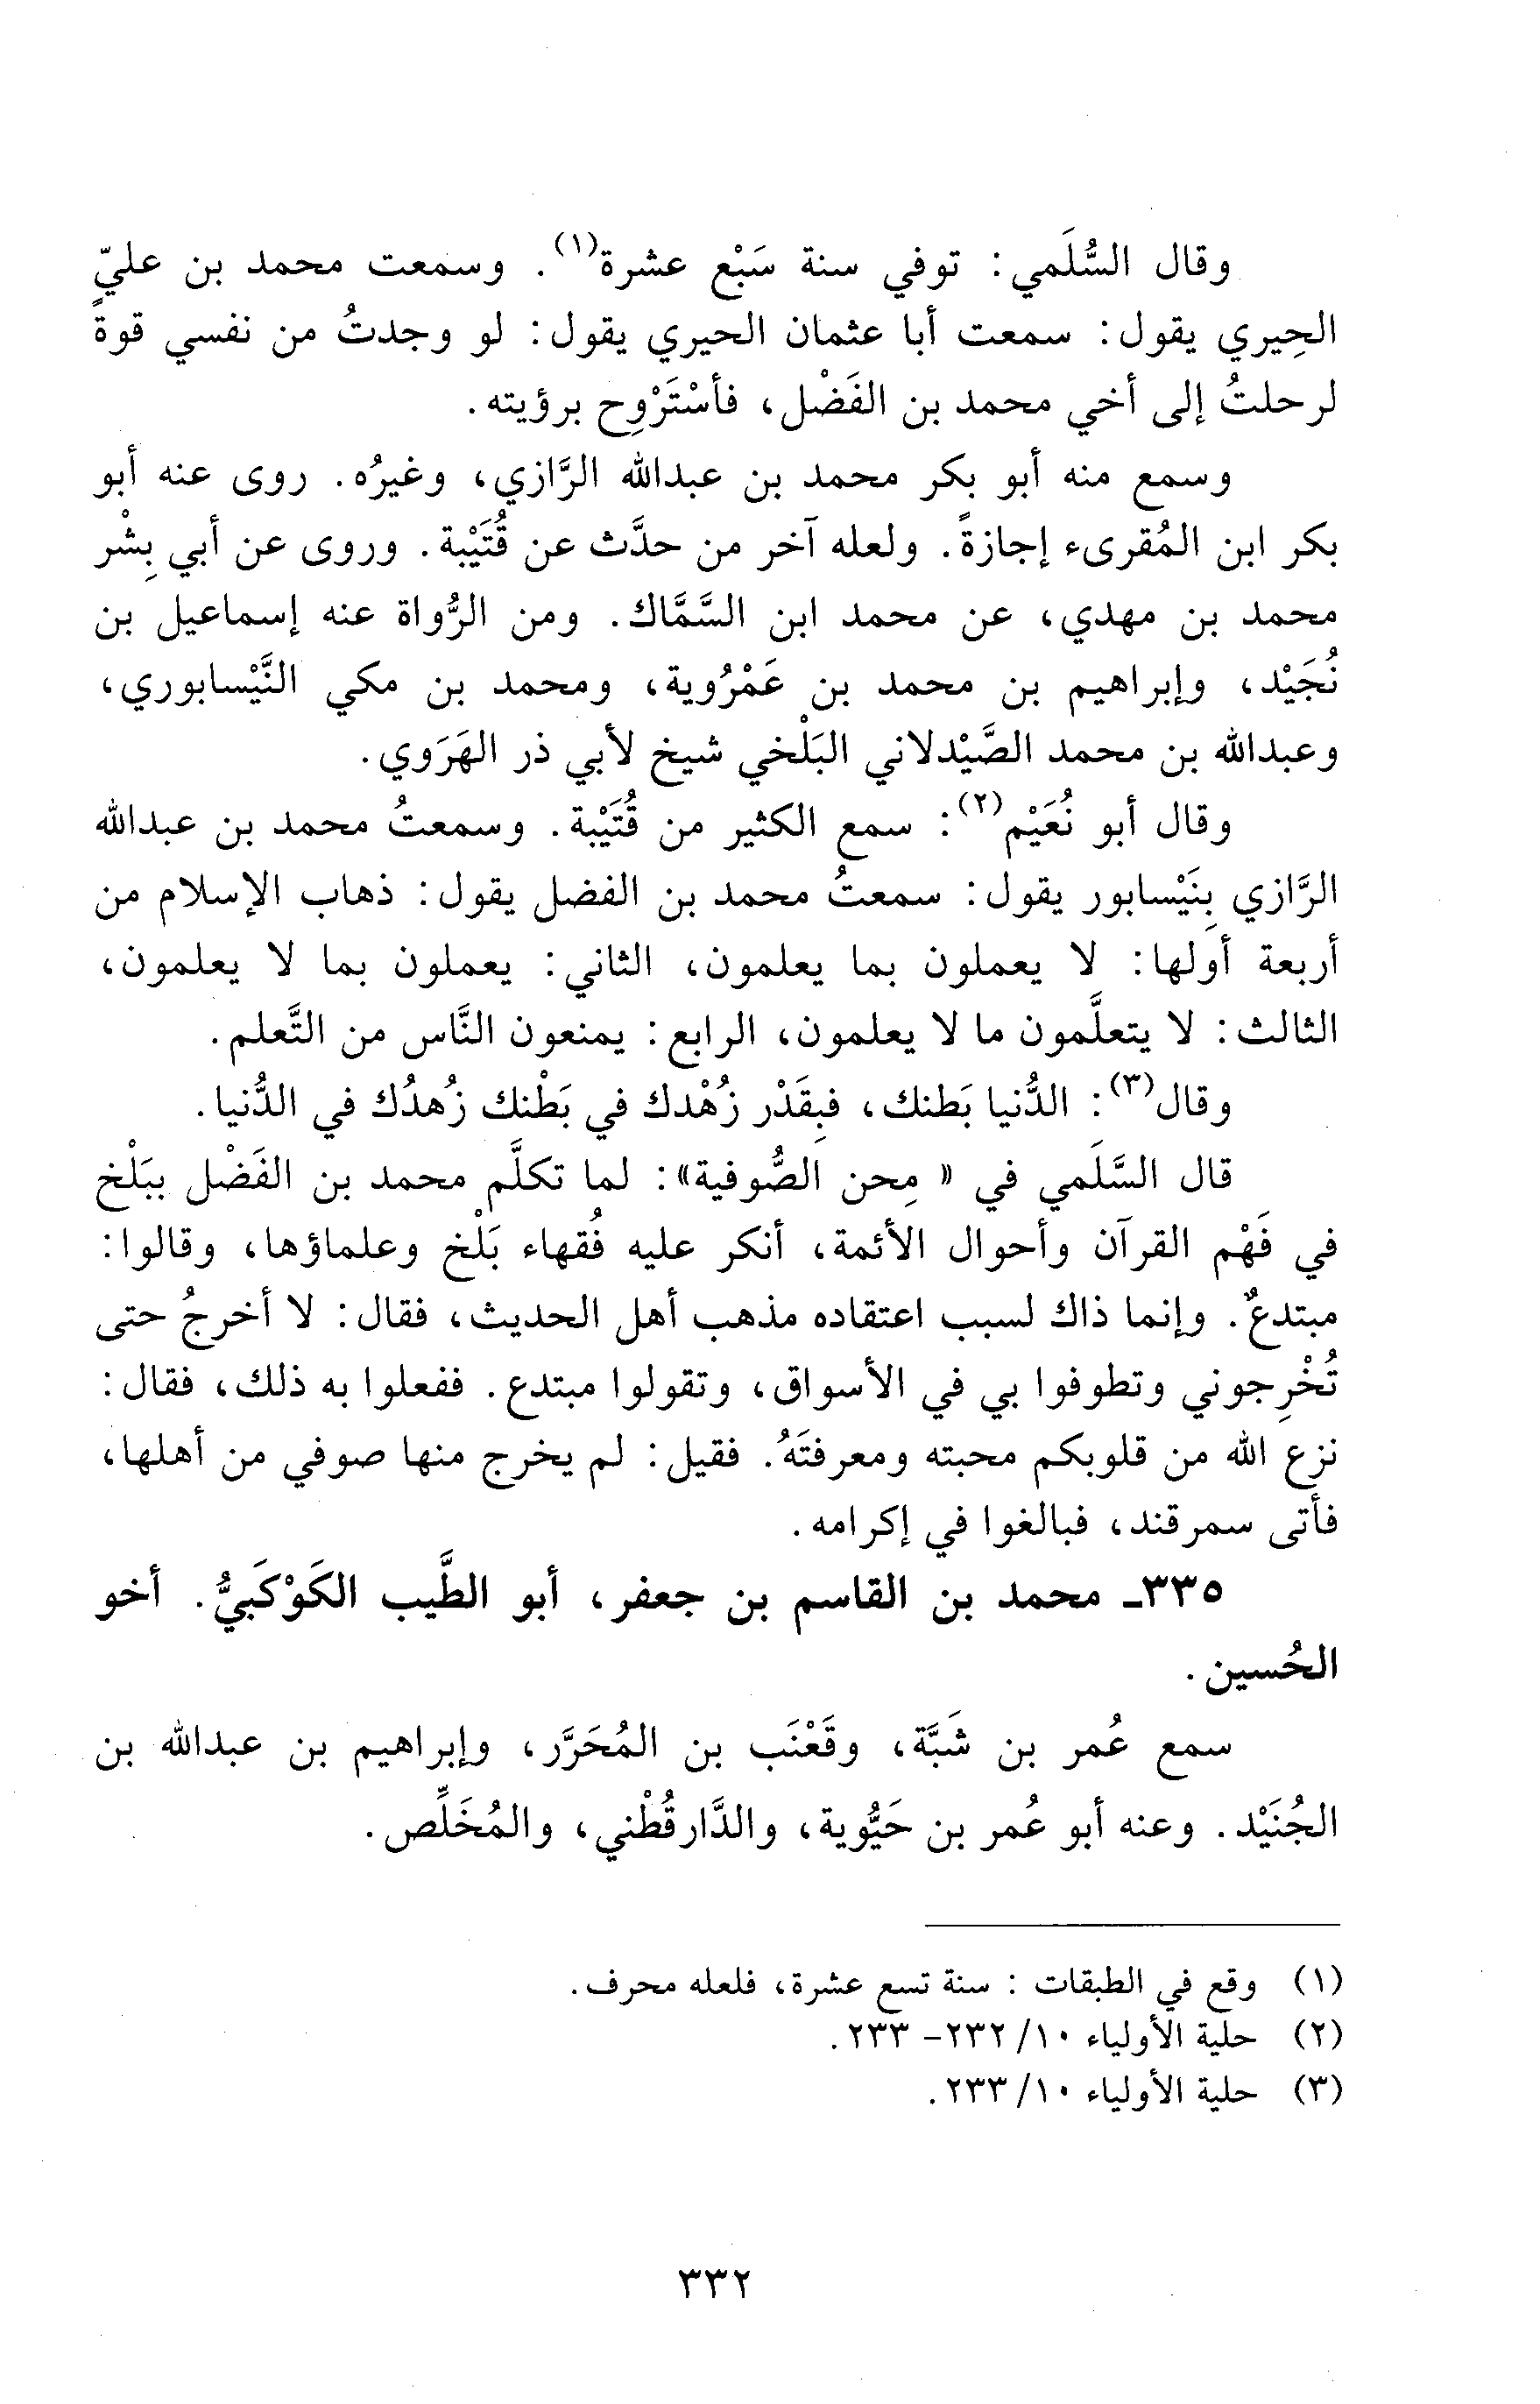 وقال السُّلَمي: توفي سنة سَبْع عشرة(١). وسمعت محمد بن عليّ
الحِيري يقول: سمعت أبا عثمان الحيري يقول: لو وجدتُ من نفسي قوةً
لرحلتُ إلى أخي محمد بن الفَضْل، فأسْتَرْوِح برؤيته.
وسمع منه أبو بكر محمد بن عبدالله الرَّازي، وغيرُه. روى عنه أبو
بكر ابن المُقرىء إجازةً. ولعله آخر من حدَّث عن قُتَيْبة. وروى عن أبي بِشْر
محمد بن مهدي، عن محمد ابن السَّمَّاك. ومن الرُّواة عنه إسماعيل بن
نُجَيْد، وإبراهيم بن محمد بن عَمْرُوية، ومحمد بن مكي النَّيْسابوري،
وعبدالله بن محمد الصَّيْدلاني البَلْخي شيخ لأبي ذر الهَرَوي.
وقال أبو نُعَيْم(٢): سمع الكثير من قُتَيْبة. وسمعتُ محمد بن عبدالله
الرَّازي بِنَيْسابور يقول: سمعتُ محمد بن الفضل يقول: ذهاب الإسلام من
أربعة أولها: لا يعملون بما يعلمون، الثاني: يعملون بما لا يعلمون،
الثالث: لا يتعلَّمون ما لا يعلمون، الرابع: يمنعون النَّاس من التَّعلم.
وقال(٣): الدُّنيا بَطنك، فبِقَدْر زُهْدك في بَطْنك زُهدُك في الدُّنيا.
قال السَّلَمي في « مِحن الصُّوفية»: لما تكلَّم محمد بن الفَضْل ببَلْخ
في فَهْم القرآن وأحوال الأئمة، أنكر عليه فُقهاء بَلْخ وعلماؤها، وقالوا:
مبتدعٌ. وإنما ذاك لسبب اعتقاده مذهب أهل الحديث، فقال: لا أخرجُ حتى
تُخْرِجوني وتطوفوا بي في الأسواق، وتقولوا مبتدع. ففعلوا به ذلك، فقال:
نزع الله من قلوبكم محبته ومعرفتَهُ. فقيل: لم يخرج منها صوفي من أهلها،
فأتى سمرقند، فبالغوا في إكرامه.
٣٣٥ـ محمد بن القاسم بن جعفر، أبو الطَّيب الكَوْكَبيُّ. أخو
الحُسين.
سمع عُمر بن شَبَّة، وقَعْنَب بن المُحَرَّر، وإبراهيم بن عبدالله بن
الجُنَيْد. وعنه أبو عُمر بن حَيُّوية، والدَّارقُطْني، والمُخَلِّص.
(١) وقع في الطبقات : سنة تسع عشرة، فلعله محرف.
(٢) حلية الأولياء ١٠/ ٢٣٢- ٢٣٣.
(٣) حلية الأولياء ١٠/ ٢٣٣.
٣٣٢